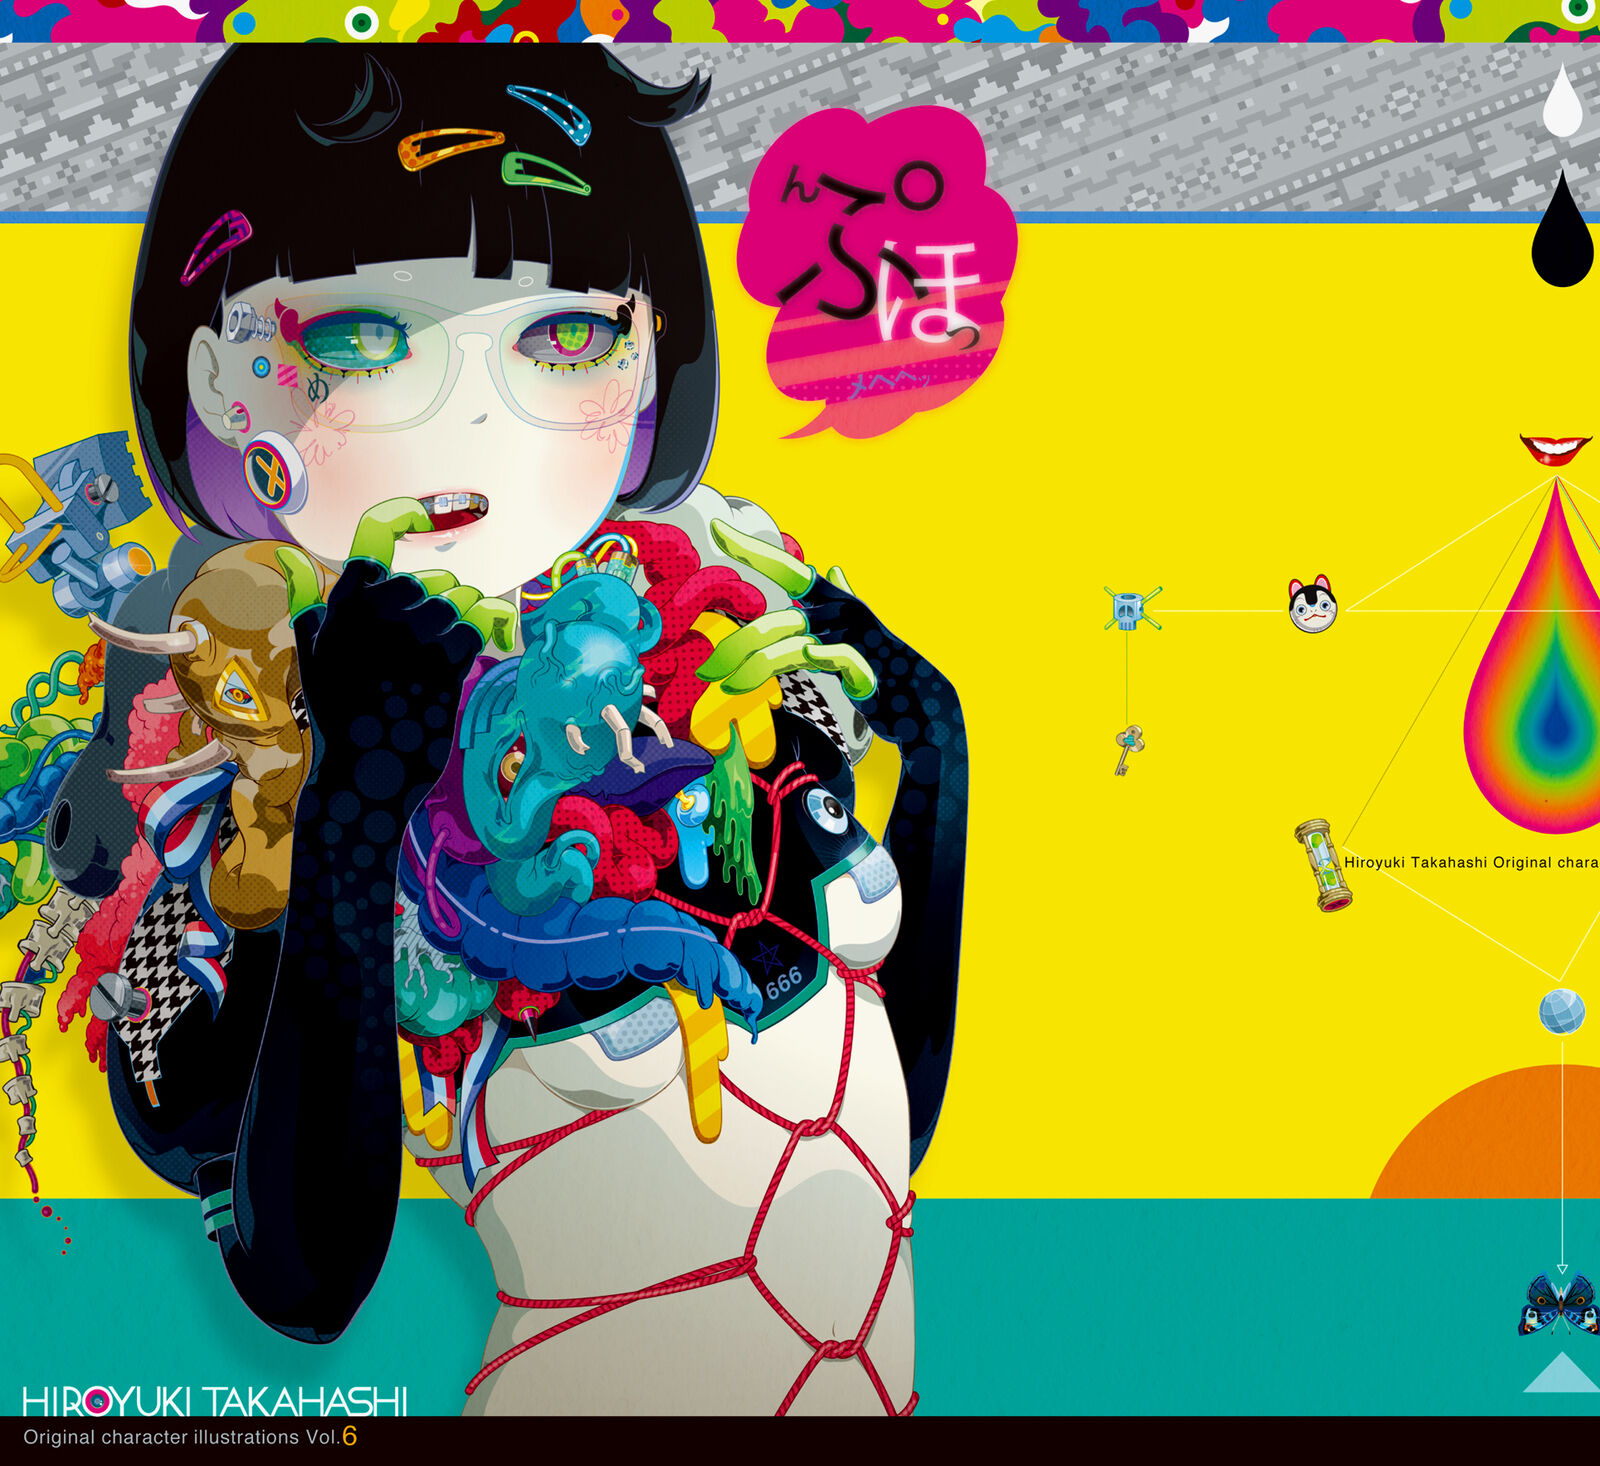 んぷぷ
ほっ
メヘヘッ
め
666
Hiroyuki Takahashi Original chara
HIROYUKI TAKAHASHI
Original character illustrations Vol.6